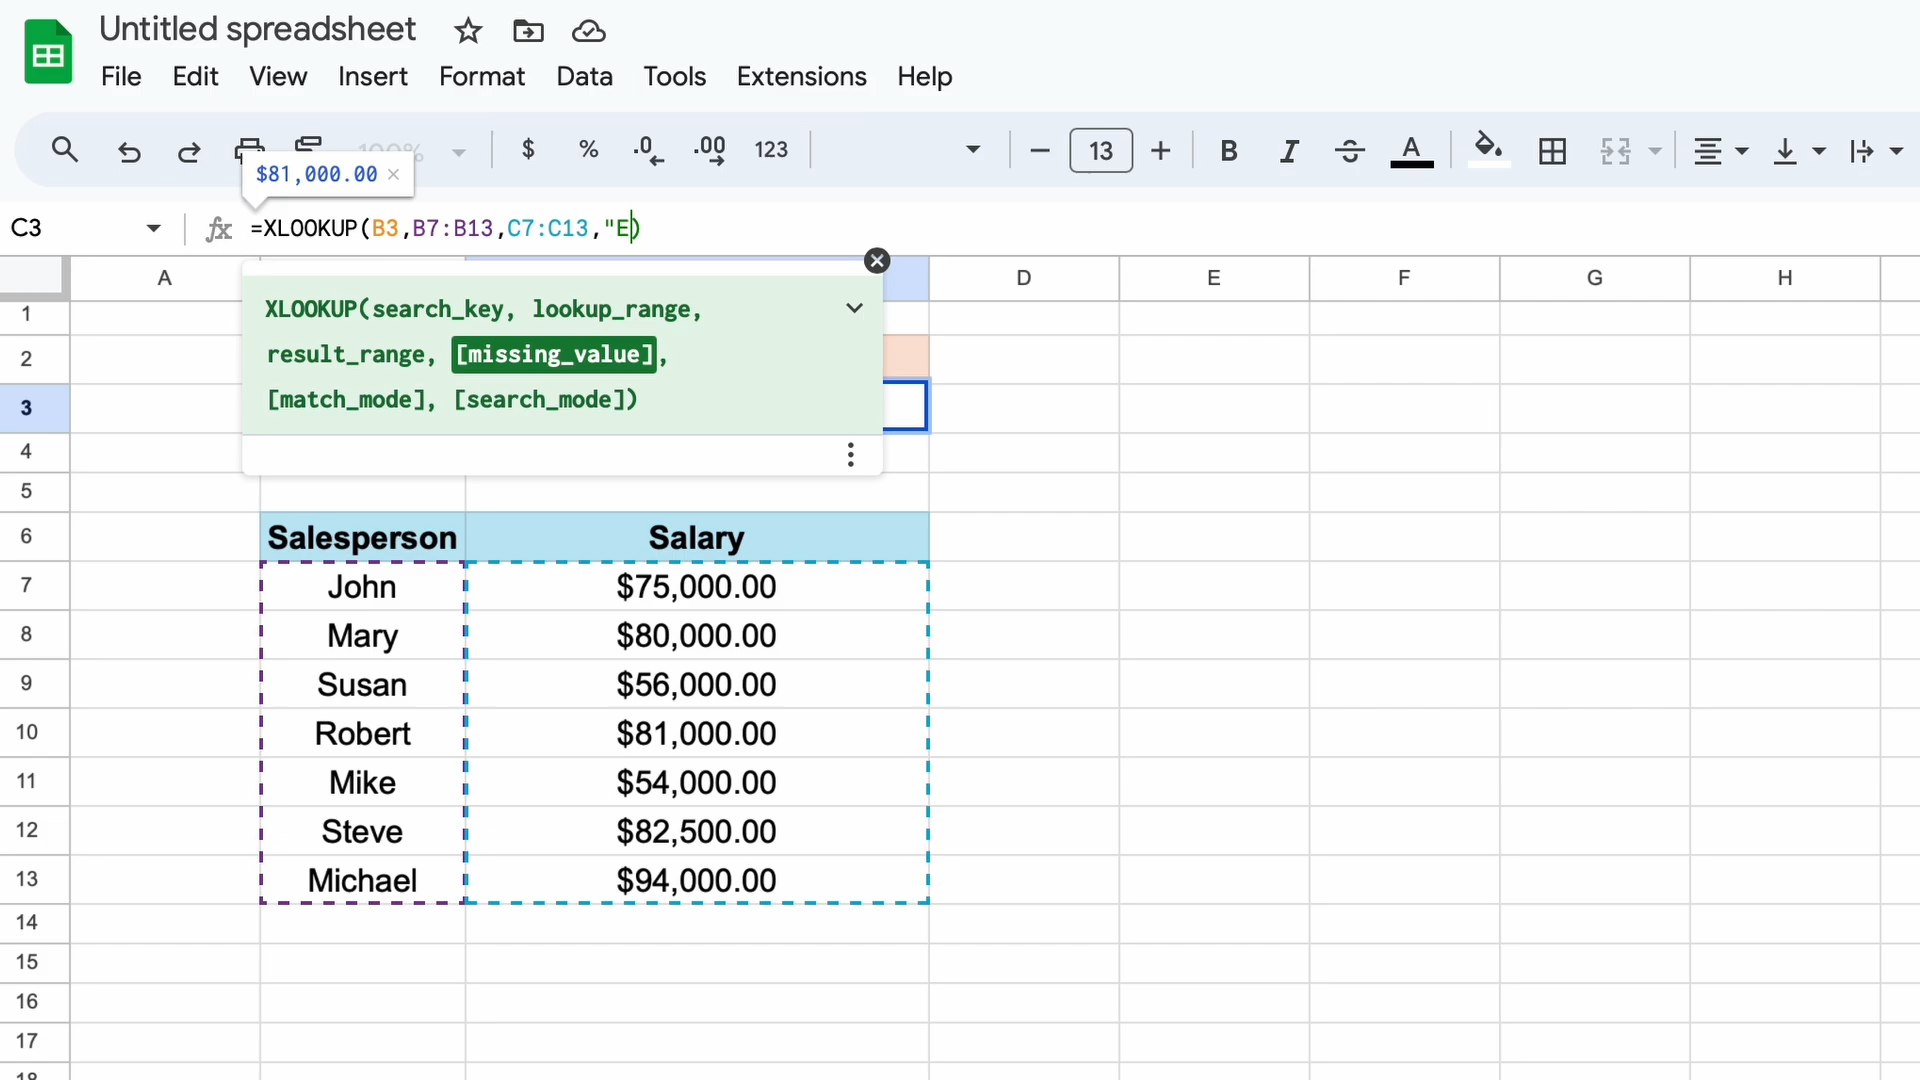 Untitled spreadsheet
File Edit View Insert Format Data Tools Extensions Help
100% $ % .0 .00 123 13 B I S A
$81,000.00 ×
C3 fx =XLOOKUP(B3,B7:B13,C7:C13,"E)
A D E F G H
XLOOKUP(search_key, lookup_range,
result_range, [missing_value],
[match_mode], [search_mode])
1
2
3
4
5
6 Salesperson Salary
7 John $75,000.00
8 Mary $80,000.00
9 Susan $56,000.00
10 Robert $81,000.00
11 Mike $54,000.00
12 Steve $82,500.00
13 Michael $94,000.00
14
15
16
17
18